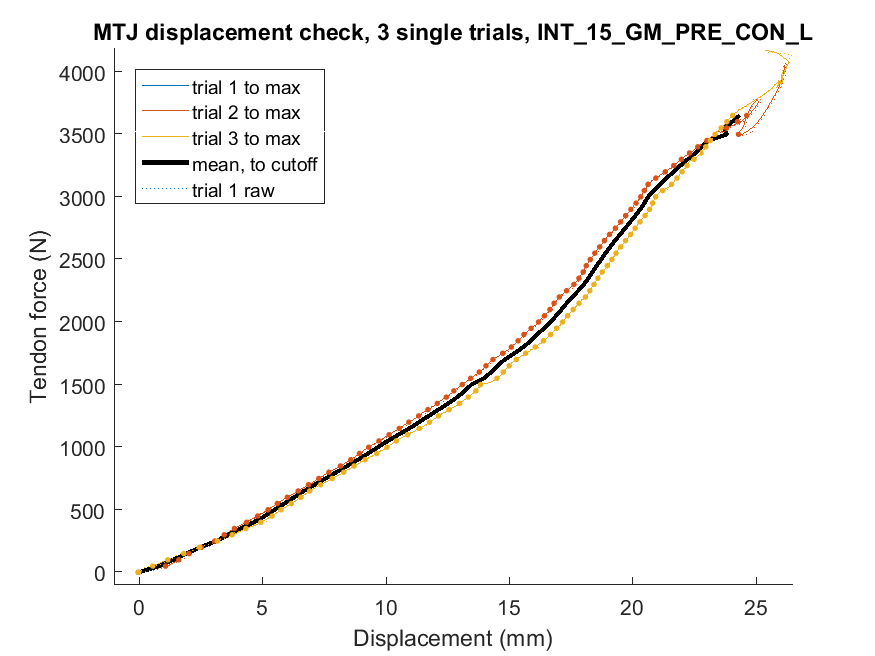 MTJ displacement check, 3 single trials, INT_15_GM_PRE_CON_L
4000
3500
3000
2500
2000
1500
1000
500
0
Tendon force (N)
trial 1 to max
trial 2 to max
trial 3 to max
mean, to cutoff
trial 1 raw
0 5 10 15 20 25
Displacement (mm)